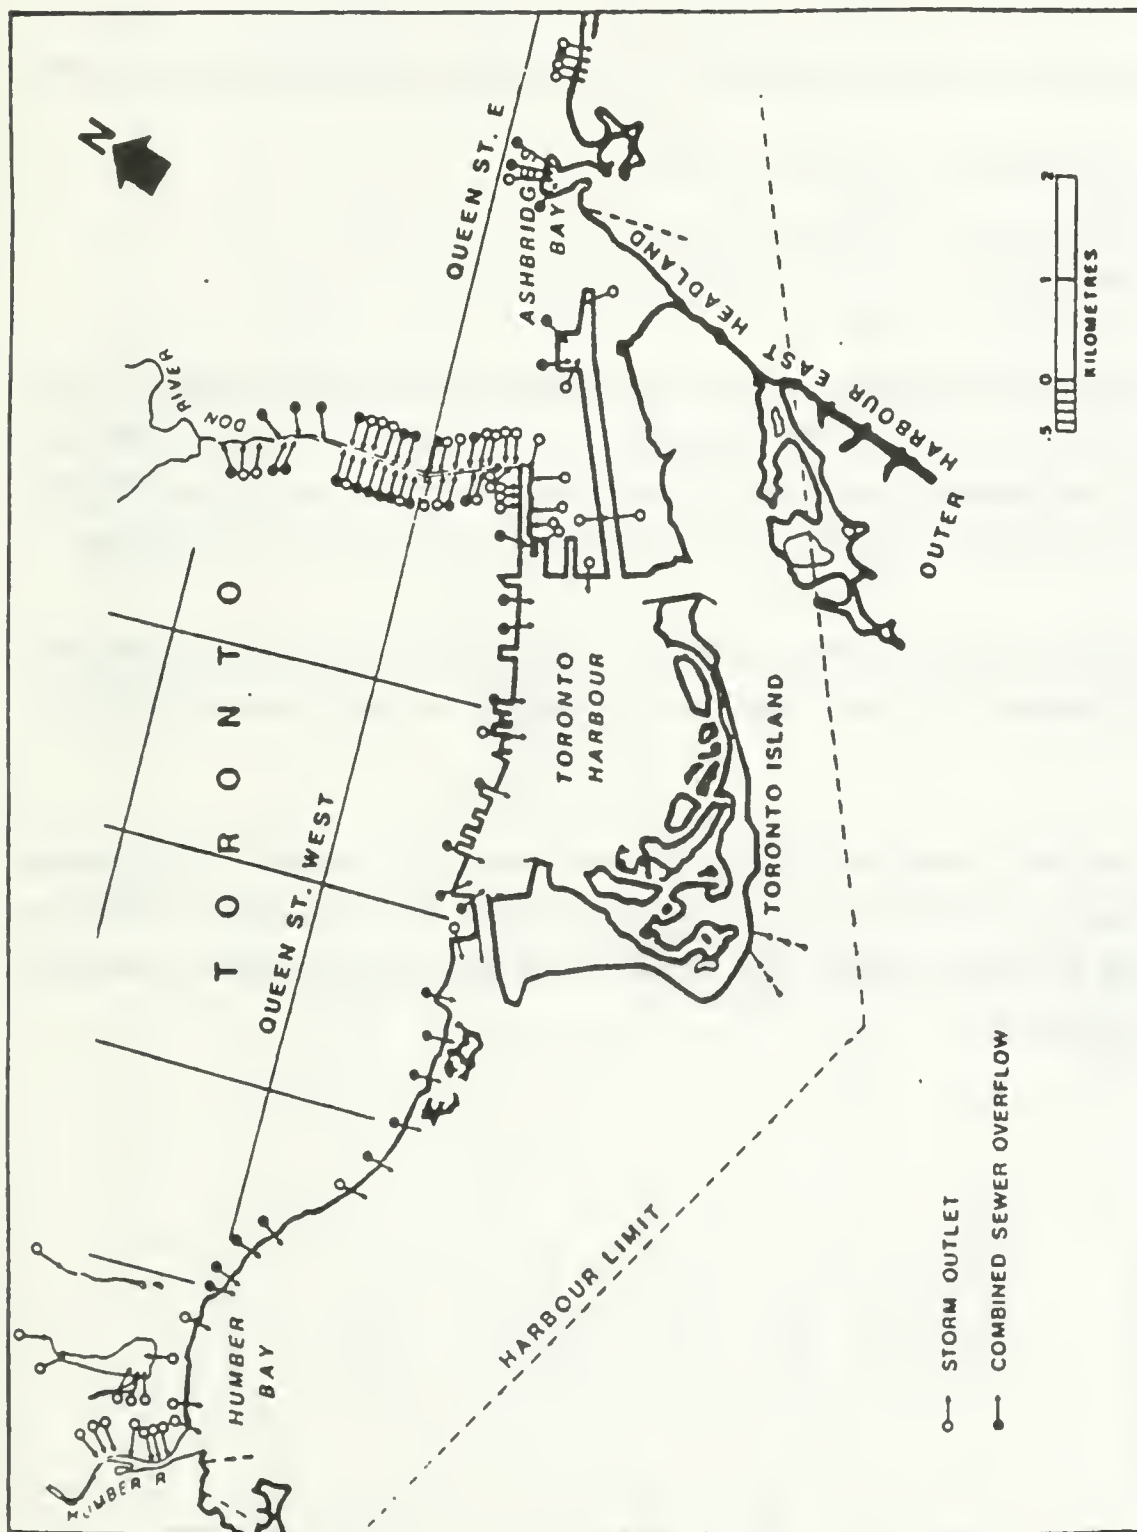 N
DON RIVER
QUEEN ST. E
ASHBRIDGES
BAY
TORONTO
QUEEN ST. WEST
TORONTO
HARBOUR
TORONTO ISLAND
OUTER HARBOUR EAST HEADLAND
HUMBER R
HUMBER
BAY
HARBOUR LIMIT
STORM OUTLET
COMBINED SEWER OVERFLOW
.5 0 1 2
KILOMETRES